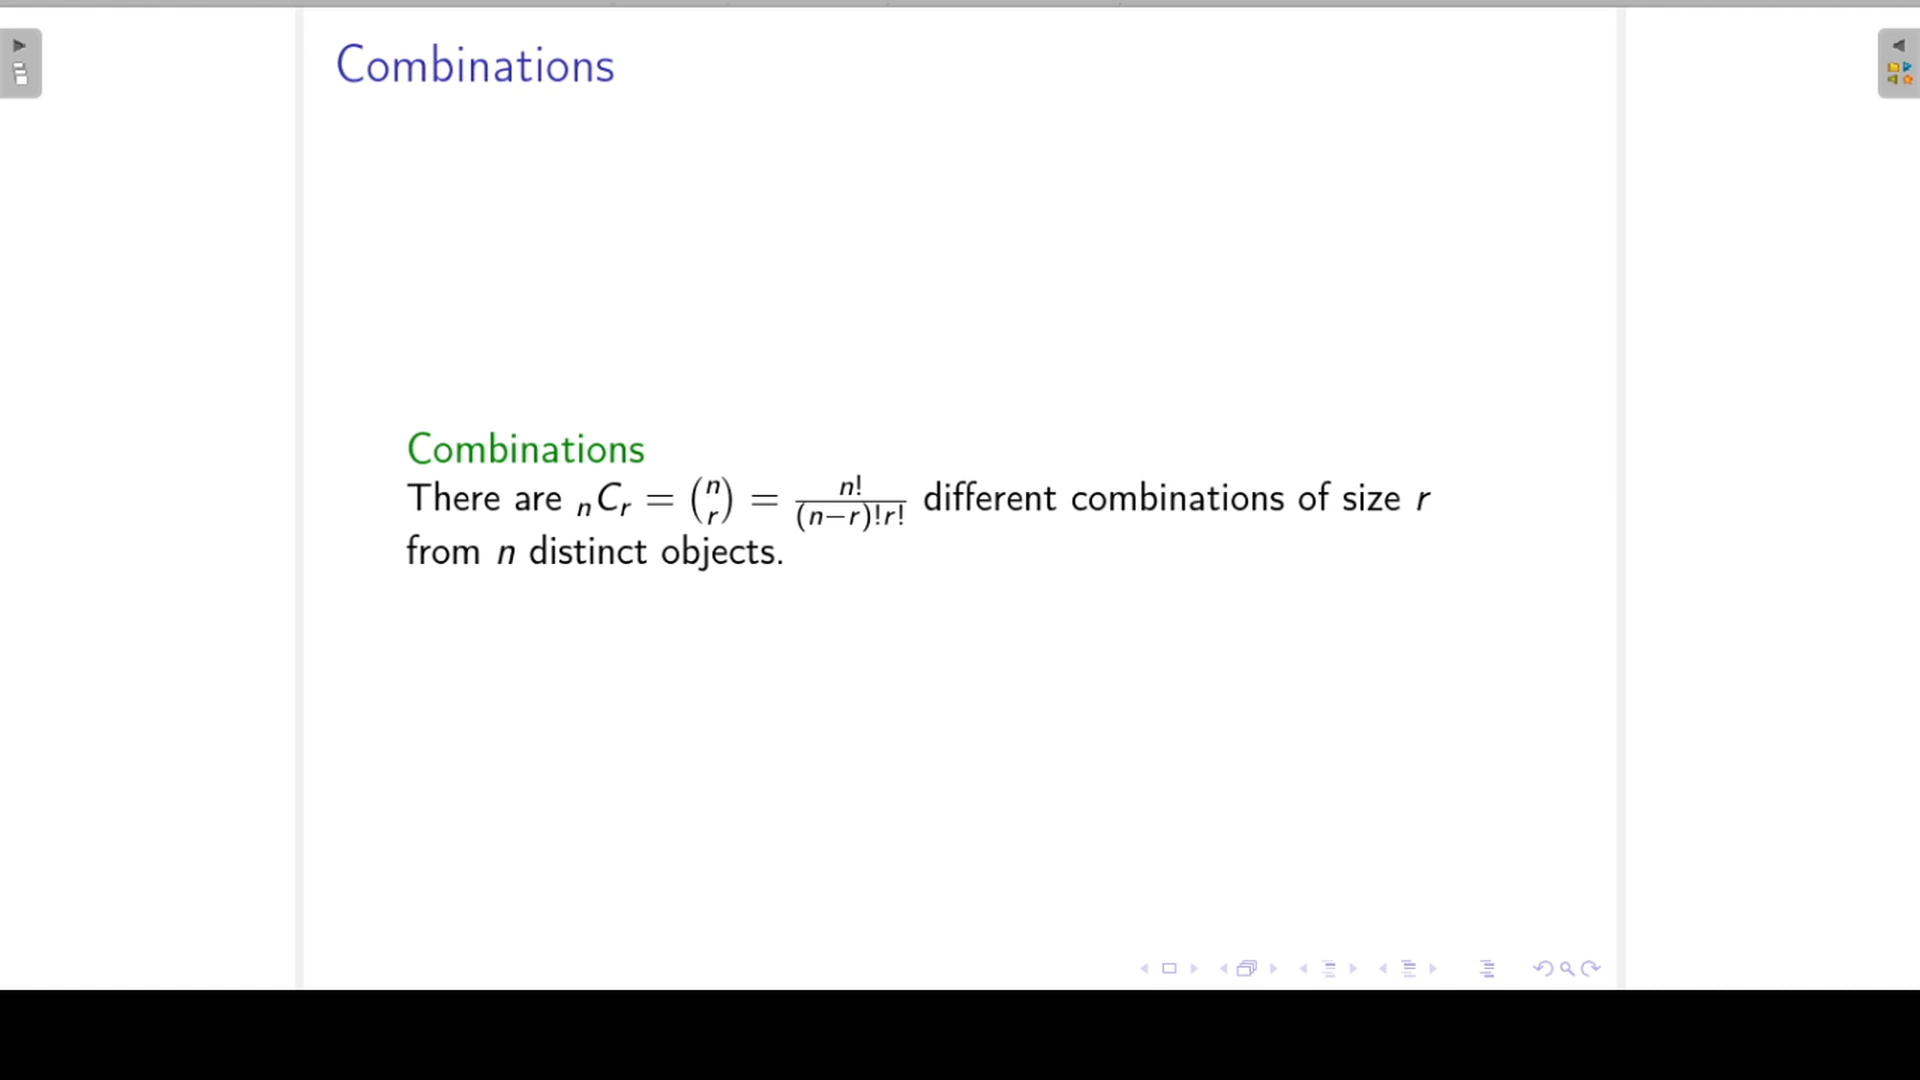 Combinations
Combinations
There are ₙCᵣ = (n r) = n!/(n−r)!r! different combinations of size r
from n distinct objects.